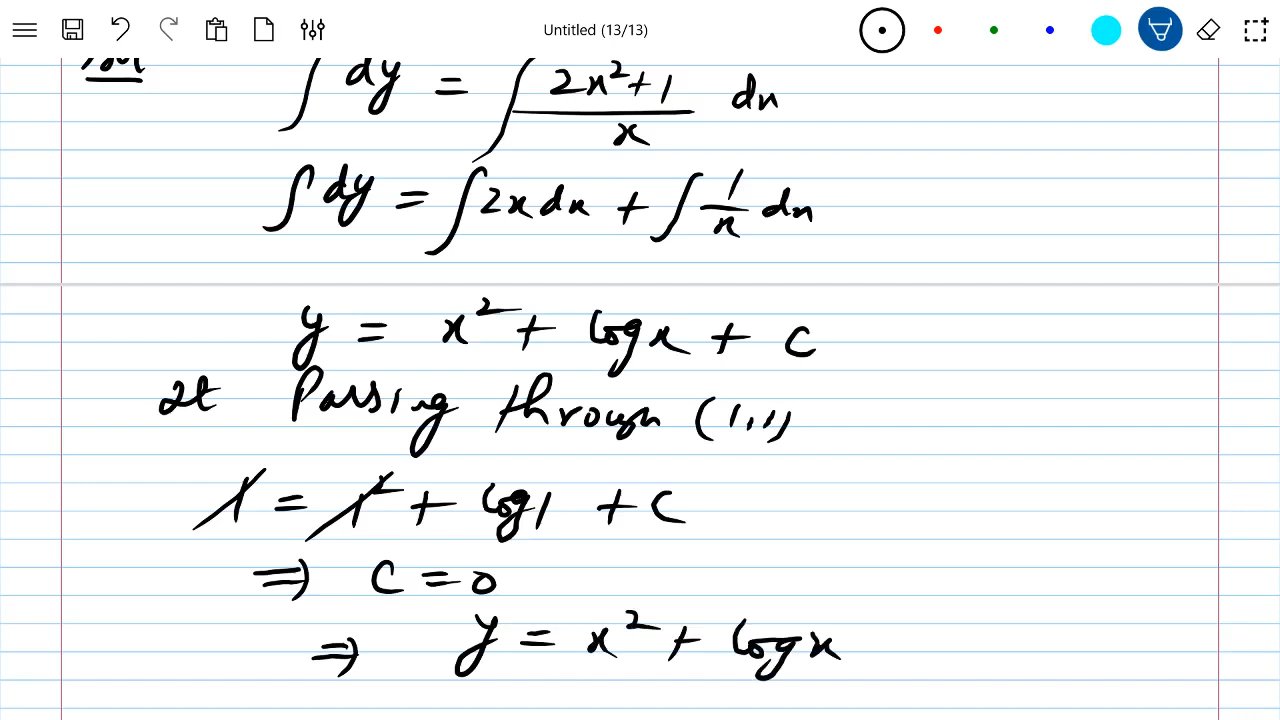 Untitled (13/13)
∫ dy = ∫ (2x²+1)/x dx
∫ dy = ∫ 2x dx + ∫ 1/x dx
y = x² + log x + c
It Passing through (1,1)
1 = 1² + log 1 + c
⇒ c = 0
⇒ y = x² + log x